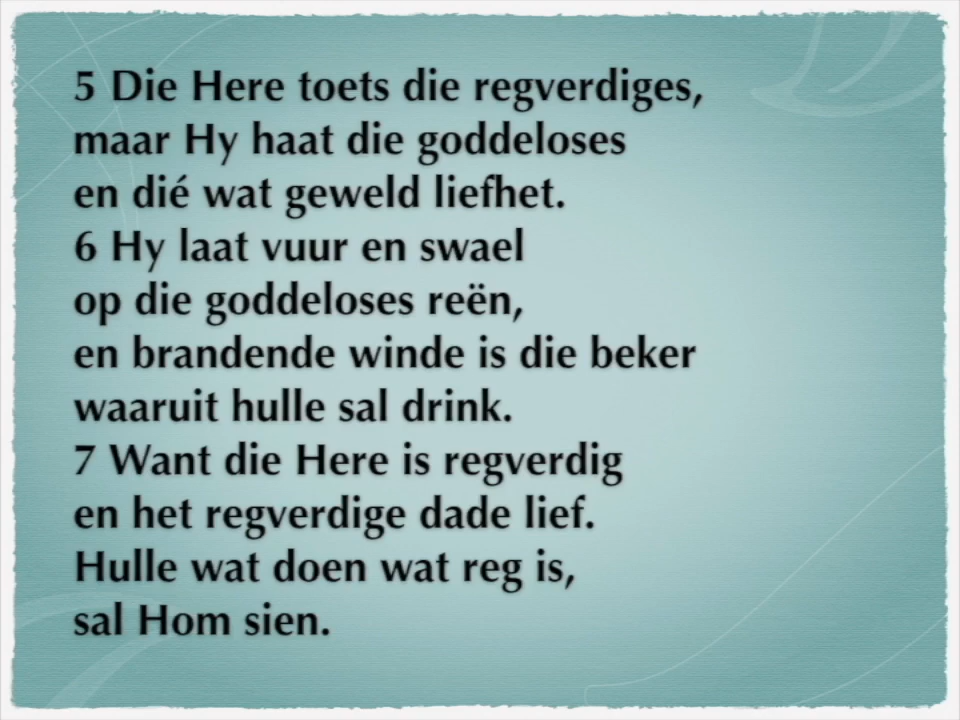 5 Die Here toets die regverdiges,
maar Hy haat die goddeloses
en dié wat geweld liefhet.
6 Hy laat vuur en swael
op die goddeloses reën,
en brandende winde is die beker
waaruit hulle sal drink.
7 Want die Here is regverdig
en het regverdige dade lief.
Hulle wat doen wat reg is,
sal Hom sien.